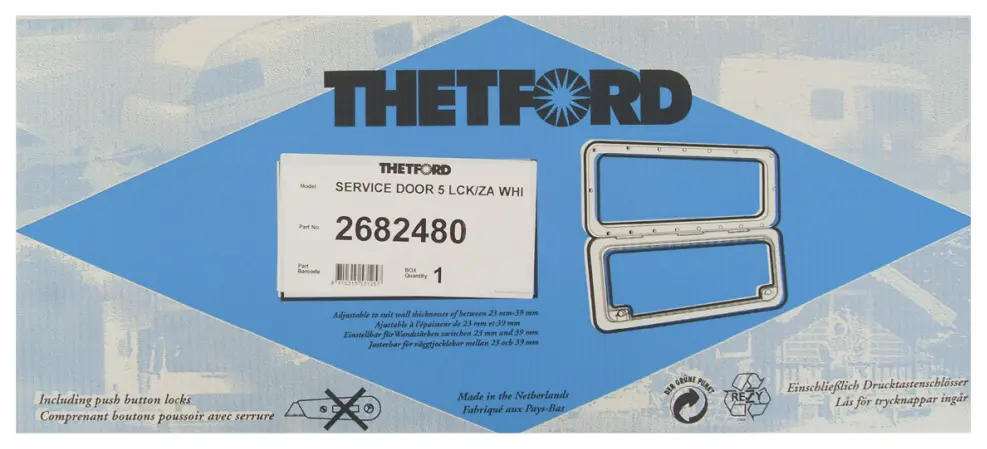 THETFORD
THETFORD
Model SERVICE DOOR 5 LCK/ZA WHI
Part No 2682480
Part Barcode
BOX Quantity 1
Adjustable to suit wall thicknesses of between 23 mm-39 mm
Ajustable à l'épaisseur de 23 mm et 39 mm
Einstellbar für Wandstärken zwischen 23 mm and 39 mm
Justerbar för väggtjocklekar mellan 23 och 39 mm
Including push button locks
Comprenant boutons poussoir avec serrure
Made in the Netherlands
Fabriqué aux Pays-Bas
DER GRÜNE PUNKT
REZY
Einschließlich Drucktastenschlösser
Lås för trycknappar ingår